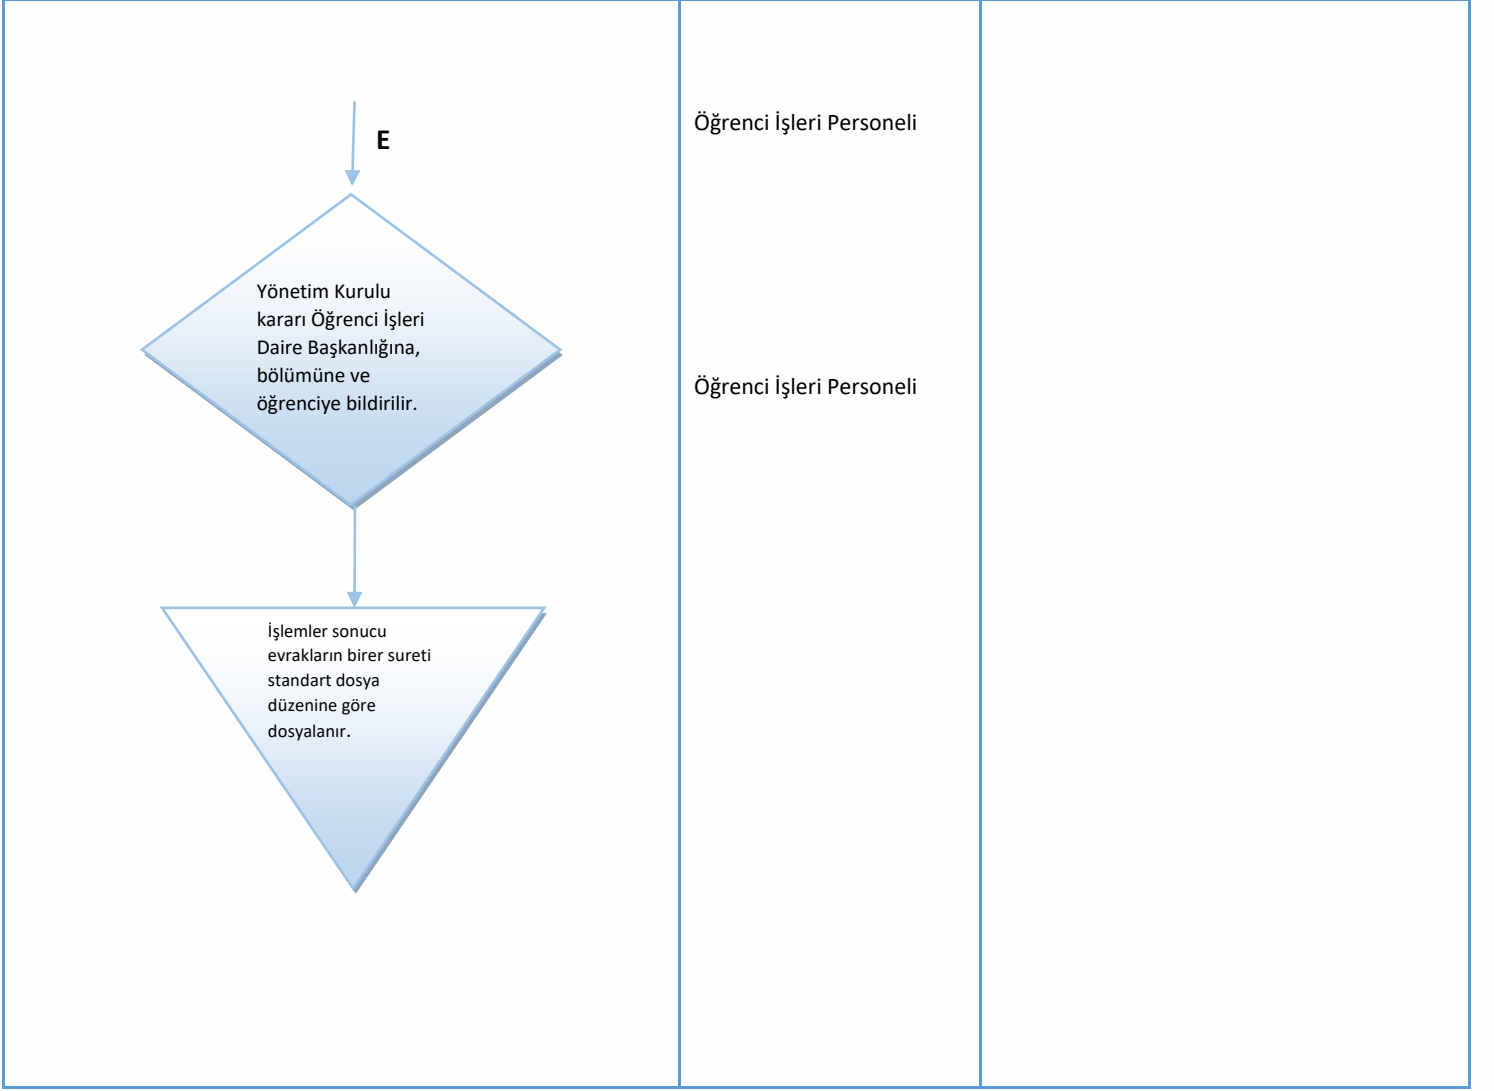 E
Yönetim Kurulu
kararı Öğrenci İşleri
Daire Başkanlığına,
bölümüne ve
öğrenciye bildirilir.
İşlemler sonucu
evrakların birer sureti
standart dosya
düzenine göre
dosyalanır.
Öğrenci İşleri Personeli
Öğrenci İşleri Personeli